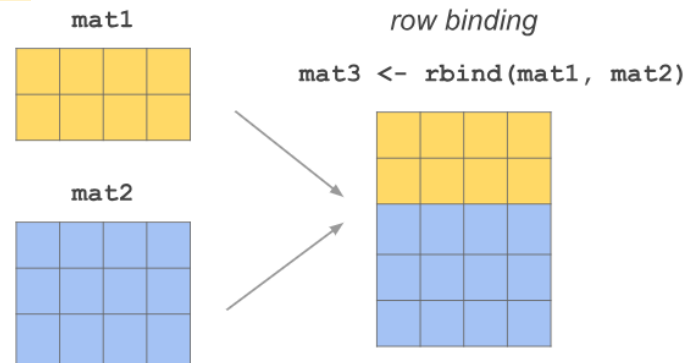 mat1
row binding
mat3 <- rbind(mat1, mat2)
mat2